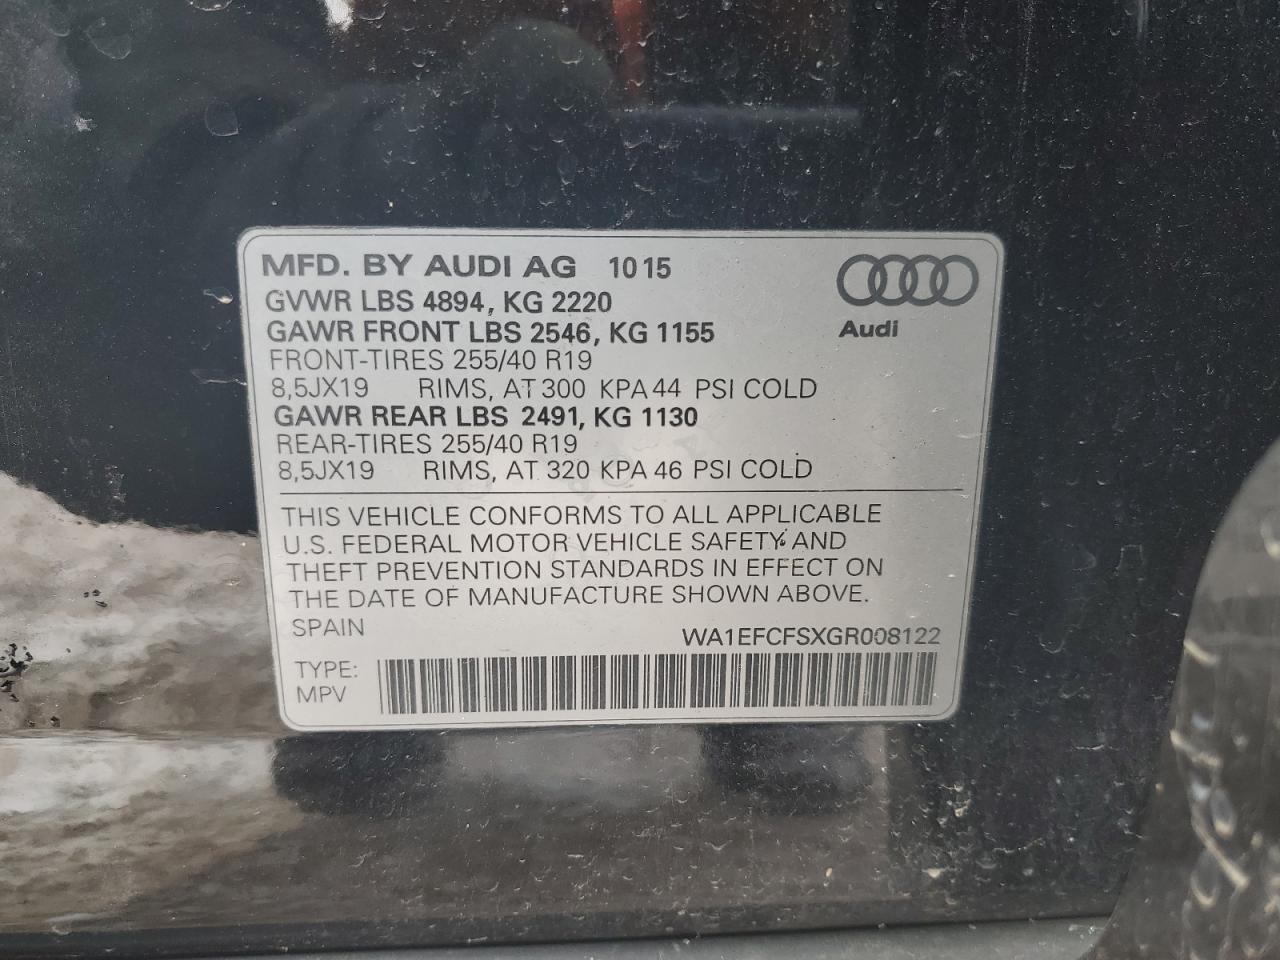 MFD. BY AUDI AG 10 15
GVWR LBS 4894, KG 2220
GAWR FRONT LBS 2546, KG 1155
FRONT-TIRES 255/40 R19
8,5JX19 RIMS, AT 300 KPA 44 PSI COLD
GAWR REAR LBS 2491, KG 1130
REAR-TIRES 255/40 R19
8,5JX19 RIMS, AT 320 KPA 46 PSI COLD
Audi
THIS VEHICLE CONFORMS TO ALL APPLICABLE
U.S. FEDERAL MOTOR VEHICLE SAFETY AND
THEFT PREVENTION STANDARDS IN EFFECT ON
THE DATE OF MANUFACTURE SHOWN ABOVE.
SPAIN
WA1EFCFSXGR008122
TYPE:
MPV